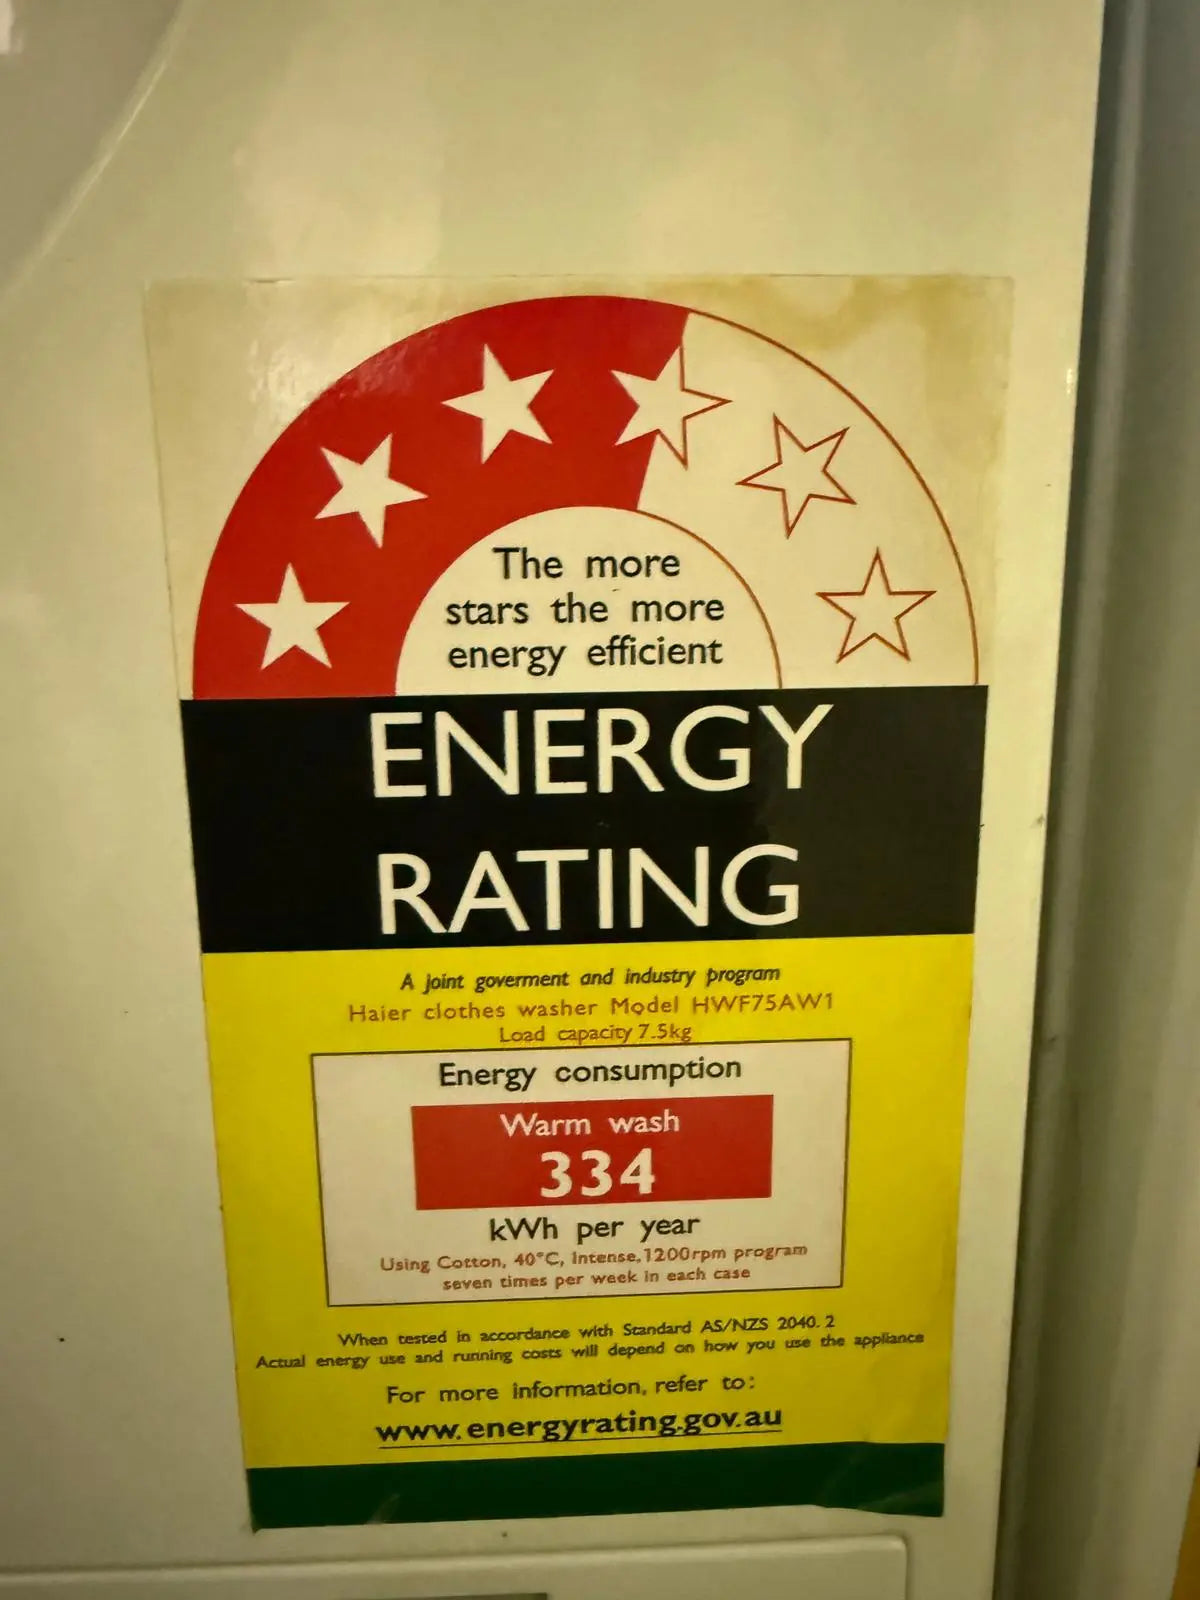 The more
stars the more
energy efficient
ENERGY
RATING
A joint goverment and industry program
Haier clothes washer Model HWF75AW1
Load capacity 7.5kg
Energy consumption
Warm wash
334
kWh per year
Using Cotton, 40°C, Intense,1200rpm program
seven times per week in each case
When tested in accordance with Standard AS/NZS 2040.2
Actual energy use and running costs will depend on how you use the appliance
For more information, refer to:
www.energyrating.gov.au